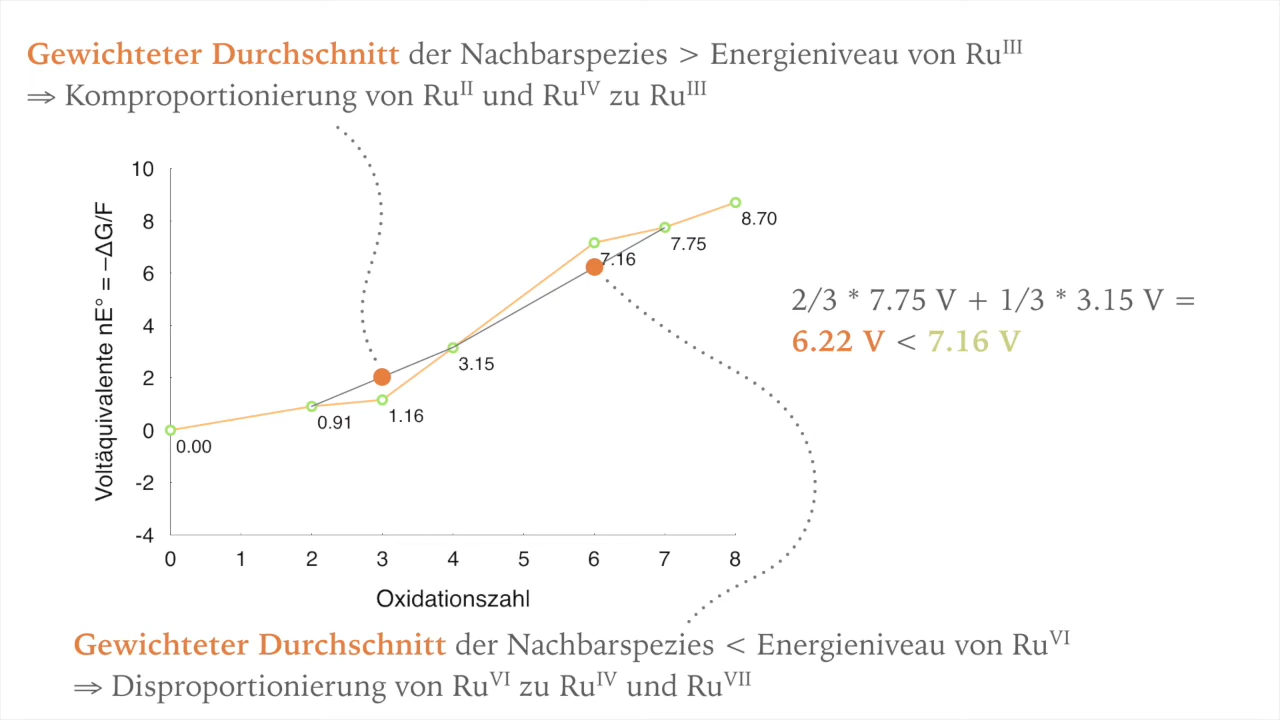 Gewichteter Durchschnitt der Nachbarspezies > Energieniveau von Ruᴵᴵᴵ
⇒ Komproportionierung von Ruᴵᴵ und Ruᴵⱽ zu Ruᴵᴵᴵ
Voltäquivalente nE° = −ΔG/F
10
8
6
4
2
0
-2
-4
0.00
0.91
1.16
3.15
7.16
7.75
8.70
0 1 2 3 4 5 6 7 8
Oxidationszahl
2/3 * 7.75 V + 1/3 * 3.15 V =
6.22 V < 7.16 V
Gewichteter Durchschnitt der Nachbarspezies < Energieniveau von Ruⱽᴵ
⇒ Disproportionierung von Ruⱽᴵ zu Ruᴵⱽ und Ruⱽᴵᴵ